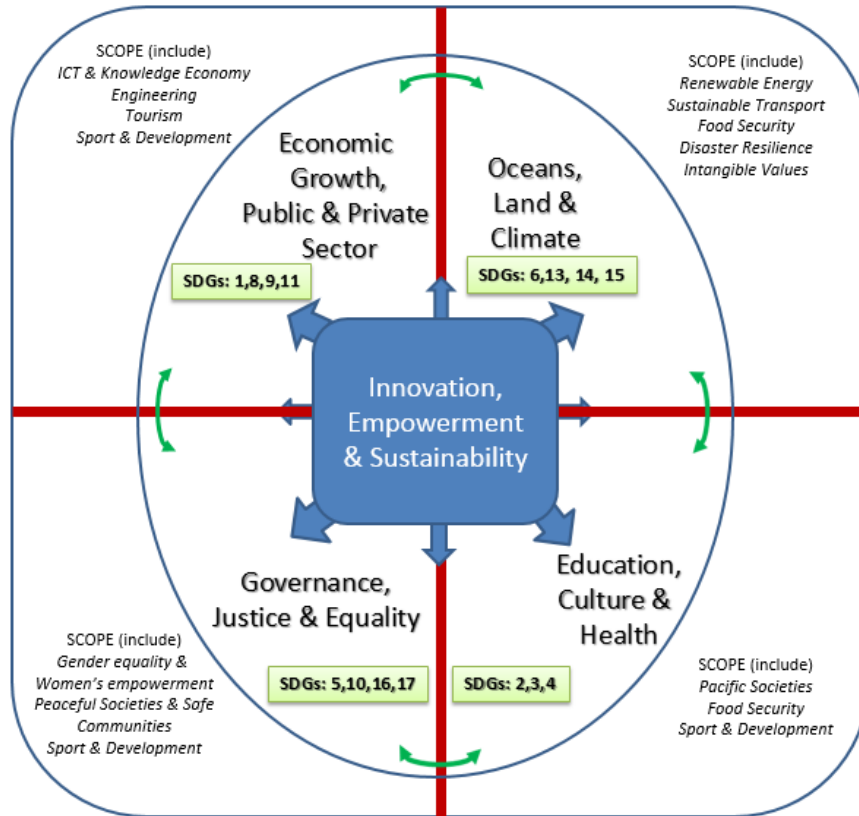 SCOPE (include)
ICT & Knowledge Economy
Engineering
Tourism
Sport & Development
SCOPE (include)
Renewable Energy
Sustainable Transport
Food Security
Disaster Resilience
Intangible Values
Economic
Growth,
Public & Private
Sector
SDGs: 1,8,9,11
Oceans,
Land &
Climate
SDGs: 6,13, 14, 15
Innovation,
Empowerment
& Sustainability
Governance,
Justice & Equality
SDGs: 5,10,16,17
Education,
Culture &
Health
SDGs: 2,3,4
SCOPE (include)
Gender equality &
Women's empowerment
Peaceful Societies & Safe
Communities
Sport & Development
SCOPE (include)
Pacific Societies
Food Security
Sport & Development